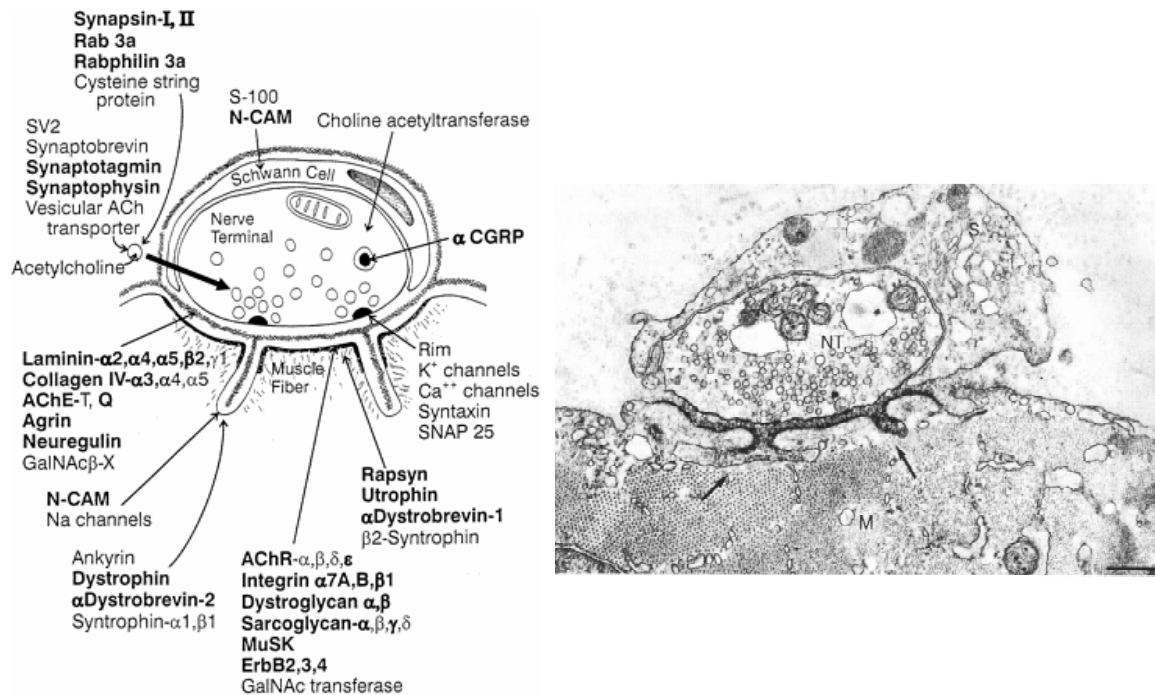 Synapsin-I, II
Rab 3a
Rabphilin 3a
Cysteine string
protein
S-100
N-CAM
Choline acetyltransferase
SV2
Synaptobrevin
Synaptotagmin
Synaptophysin
Vesicular ACh
transporter
Acetylcholine
Schwann Cell
Nerve
Terminal
α CGRP
Laminin-α2,α4,α5,β2,γ1
Collagen IV-α3,α4,α5
AChE-T, Q
Agrin
Neuregulin
GalNAcβ-X
Muscle
Fiber
Rim
K+ channels
Ca++ channels
Syntaxin
SNAP 25
N-CAM
Na channels
Rapsyn
Utrophin
αDystrobrevin-1
β2-Syntrophin
Ankyrin
Dystrophin
αDystrobrevin-2
Syntrophin-α1,β1
AChR-α,β,δ,ε
Integrin α7A,B,β1
Dystroglycan α,β
Sarcoglycan-α,β,γ,δ
MuSK
ErbB2,3,4
GalNAc transferase
S
NT
M